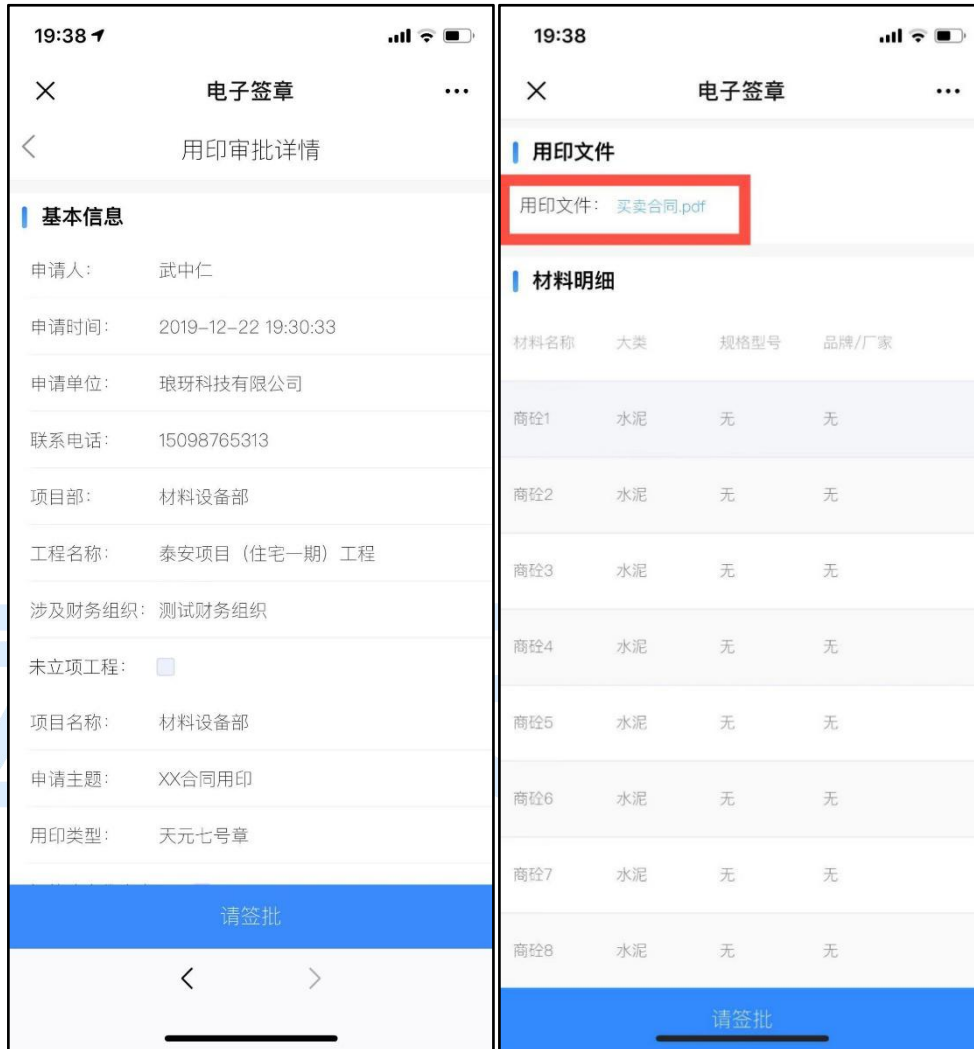 19:38
电子签章
用印审批详情
基本信息
申请人: 武中仁
申请时间: 2019-12-22 19:30:33
申请单位: 琅玡科技有限公司
联系电话: 15098765313
项目部: 材料设备部
工程名称: 泰安项目（住宅一期）工程
涉及财务组织: 测试财务组织
未立项工程:
项目名称: 材料设备部
申请主题: XX合同用印
用印类型: 天元七号章
请签批
19:38
电子签章
用印文件
用印文件: 买卖合同.pdf
材料明细
材料名称 大类 规格型号 品牌/厂家
商砼1 水泥 无 无
商砼2 水泥 无 无
商砼3 水泥 无 无
商砼4 水泥 无 无
商砼5 水泥 无 无
商砼6 水泥 无 无
商砼7 水泥 无 无
商砼8 水泥 无 无
请签批